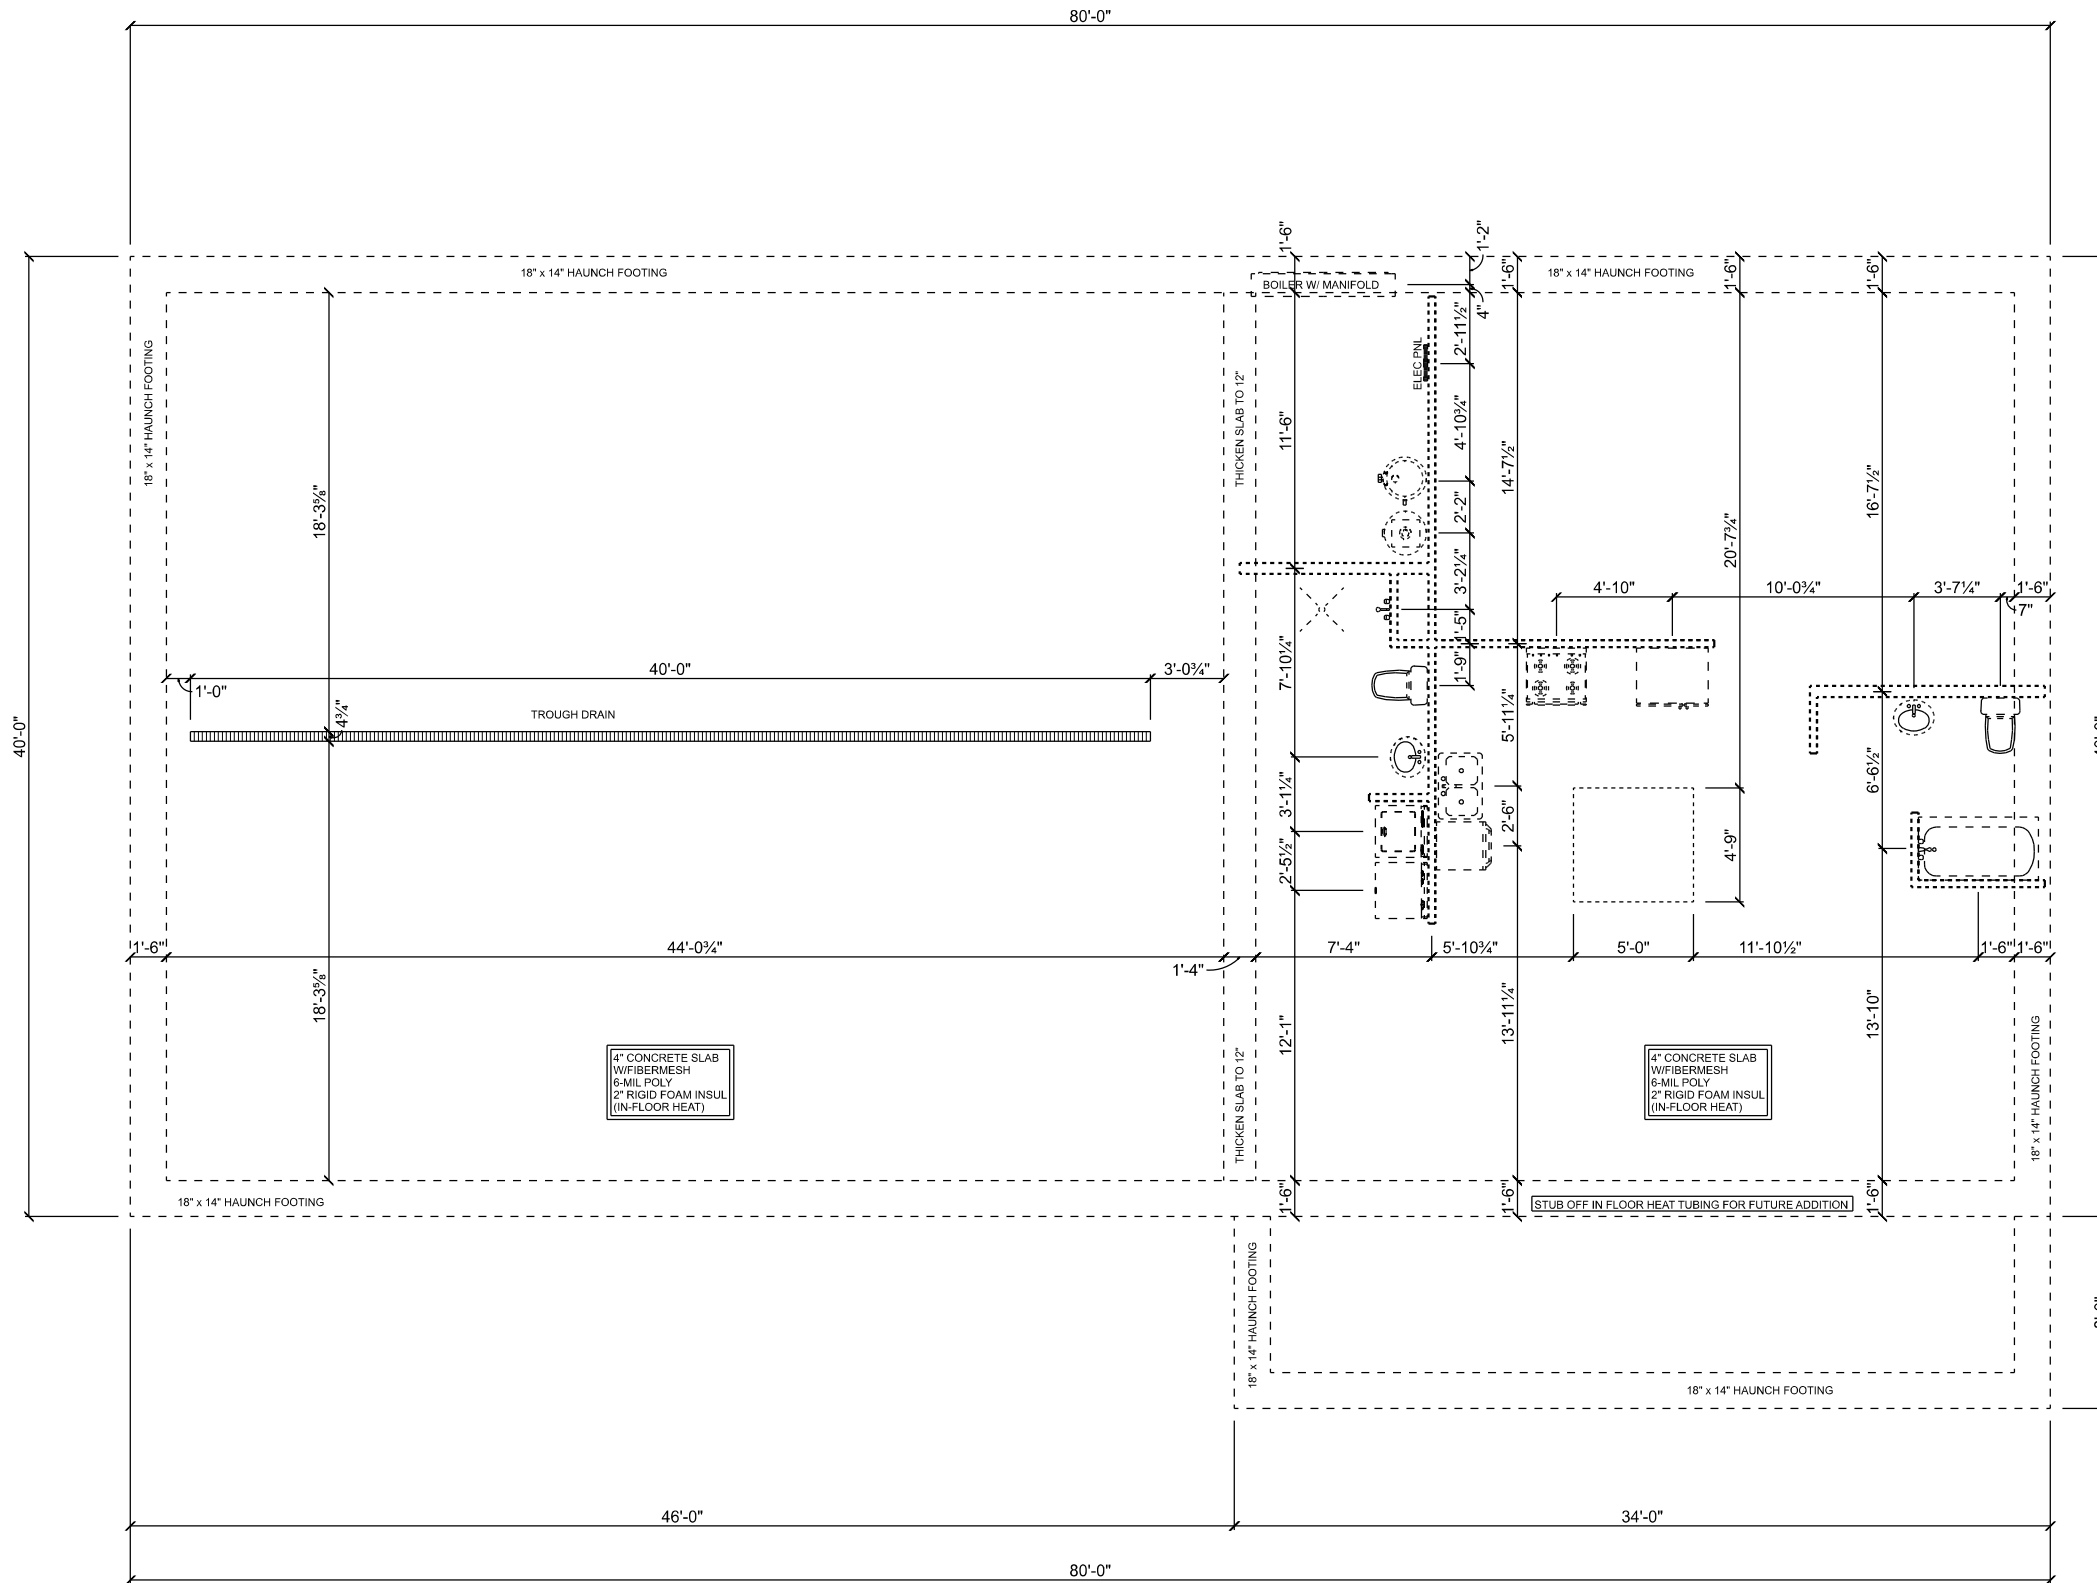 80'-0"
1'-6"
1'-2"
1'-6"
1'-6"
1'-6"
18" x 14" HAUNCH FOOTING
18" x 14" HAUNCH FOOTING
BOILER W/ MANIFOLD
4"
2'-11½"
ELEC PNL
18" x 14" HAUNCH FOOTING
THICKEN SLAB TO 12"
11'-6"
4'-10¾"
14'-7½"
16'-7½"
18'-3⅝"
2'-2"
20'-7¾"
3'-2¼"
4'-10"
10'-0¾"
3'-7¼"
1'-6"
7"
1'-5"
40'-0"
3'-0¾"
7'-10¼"
1'-9"
1'-0"
4¾"
TROUGH DRAIN
5'-11¼"
40'-0"
6'-6½"
3'-1¼"
2'-6"
4'-9"
2'-5½"
1'-6"
44'-0¾"
1'-4"
7'-4"
5'-10¾"
5'-0"
11'-10½"
1'-6"
1'-6"
18'-3⅝"
12'-1"
13'-11¼"
13'-10"
4" CONCRETE SLAB
W/FIBERMESH
6-MIL POLY
2" RIGID FOAM INSUL
(IN-FLOOR HEAT)
4" CONCRETE SLAB
W/FIBERMESH
6-MIL POLY
2" RIGID FOAM INSUL
(IN-FLOOR HEAT)
THICKEN SLAB TO 12"
18" x 14" HAUNCH FOOTING
18" x 14" HAUNCH FOOTING
1'-6"
1'-6"
STUB OFF IN FLOOR HEAT TUBING FOR FUTURE ADDITION
1'-6"
18" x 14" HAUNCH FOOTING
18" x 14" HAUNCH FOOTING
46'-0"
34'-0"
80'-0"